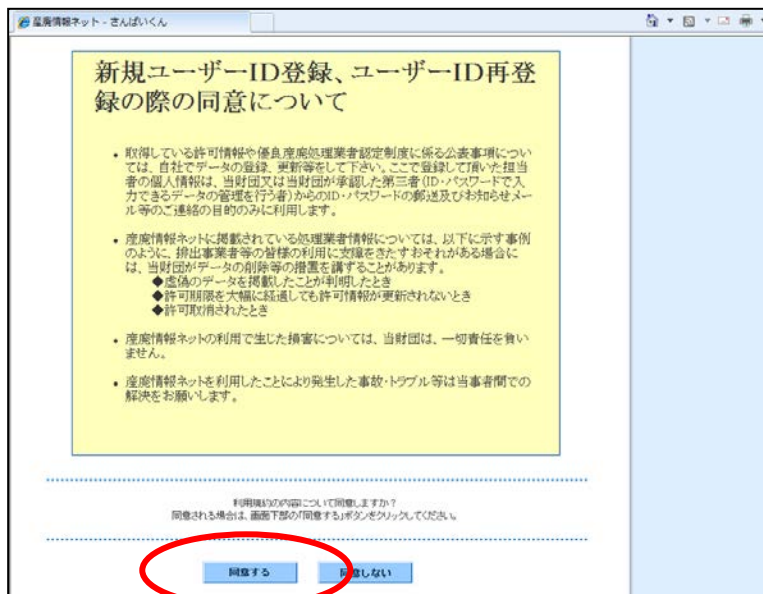 産廃情報ネット - さんぱいくん
新規ユーザーID登録、ユーザーID再登
録の際の同意について
• 取得している許可情報や優良産廃処理業者認定制度に係る公表事項につい
ては、自社でデータの登録、更新等をして下さい。ここで登録して頂いた担当
者の個人情報は、当財団又は当財団が承認した第三者(ID・パスワードで入
力できるデータの管理を行う者)からのID・パスワードの郵送及びお知らせメー
ル等のご連絡の目的のみに利用します。
• 産廃情報ネットに掲載されている処理業者情報については、以下に示す事例
のように、排出事業者等の皆様の利用に支障をきたすおそれがある場合に
は、当財団がデータの削除等の措置を講ずることがあります。
◆虚偽のデータを掲載したことが判明したとき
◆許可期限を大幅に経過しても許可情報が更新されないとき
◆許可取消されたとき
• 産廃情報ネットの利用で生じた損害については、当財団は、一切責任を負い
ません。
• 産廃情報ネットを利用したことにより発生した事故・トラブル等は当事者間での
解決をお願いします。
利用規約の内容について同意しますか?
同意される場合は、画面下部の「同意する」ボタンをクリックしてください。
同意する
同意しない